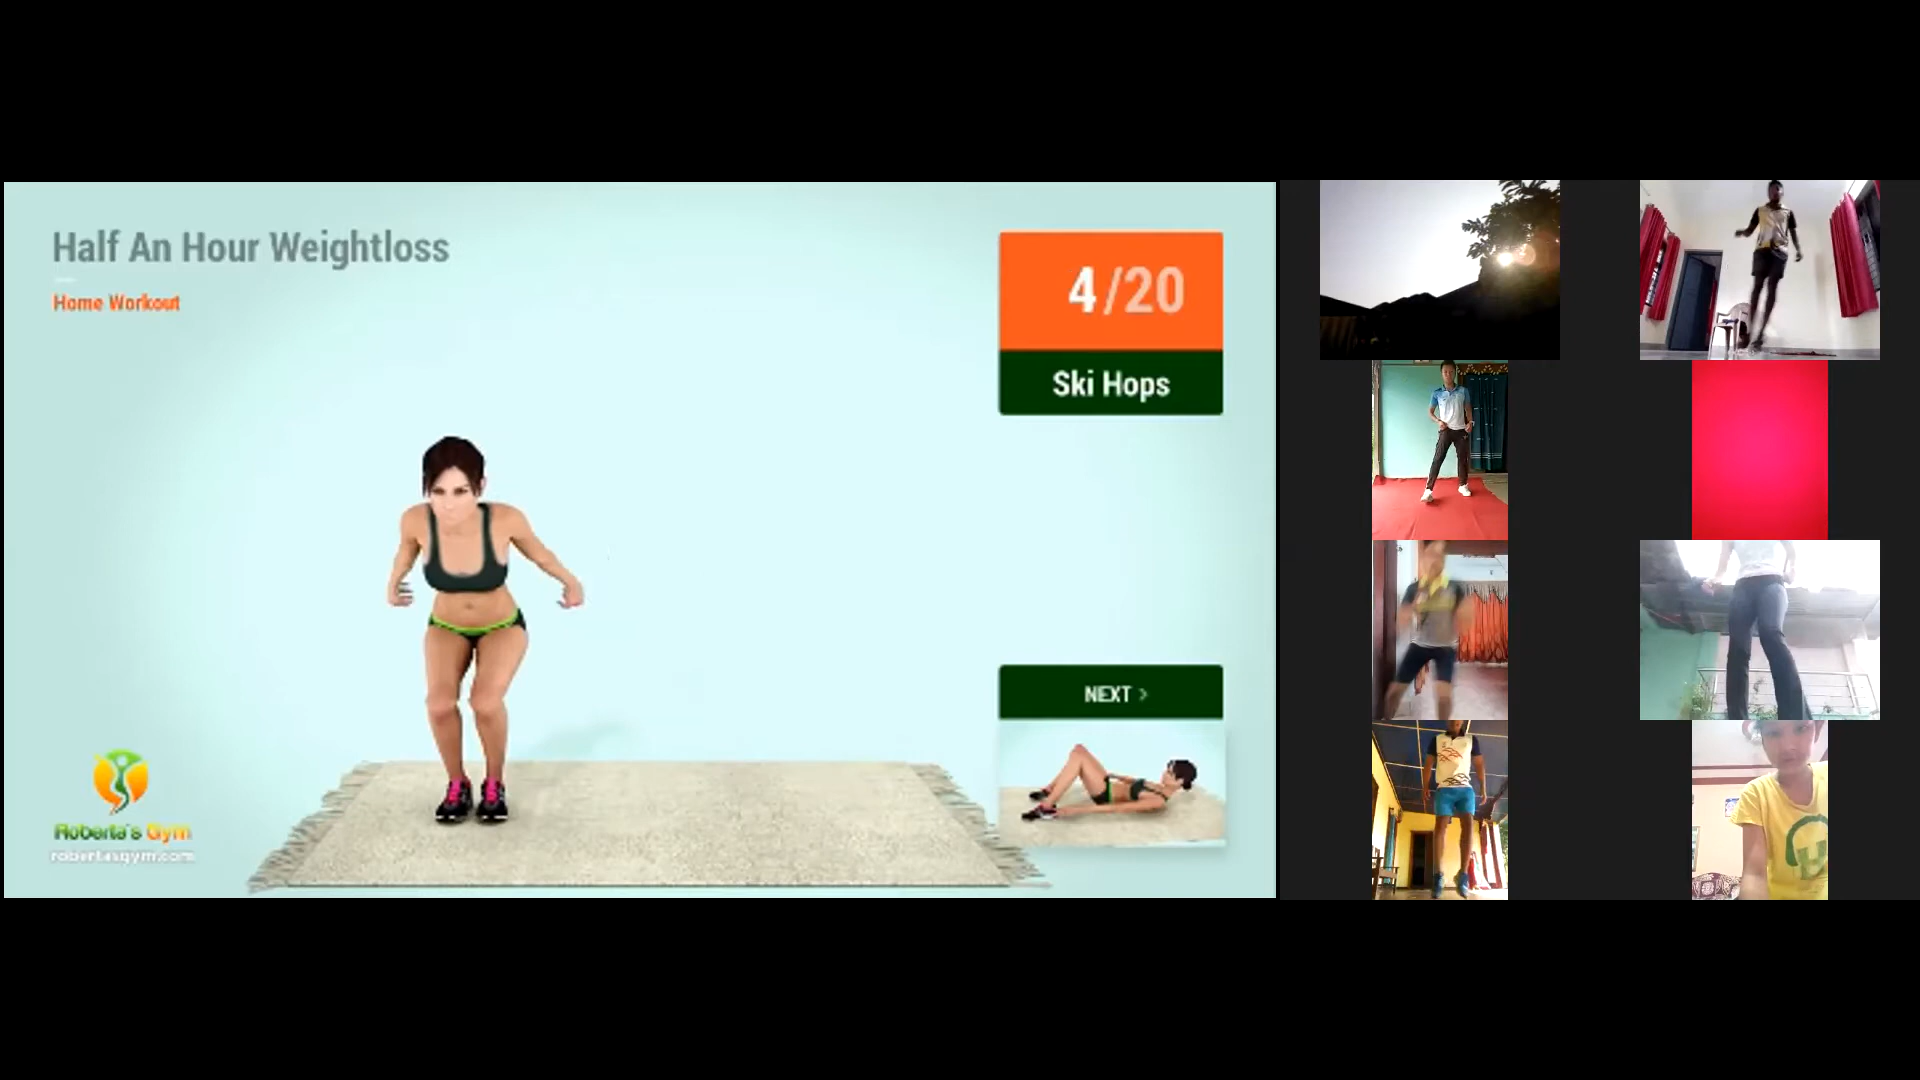 Half An Hour Weightloss
Home Workout
4/20
Ski Hops
NEXT >
Roberta's Gym
robertasgym.com